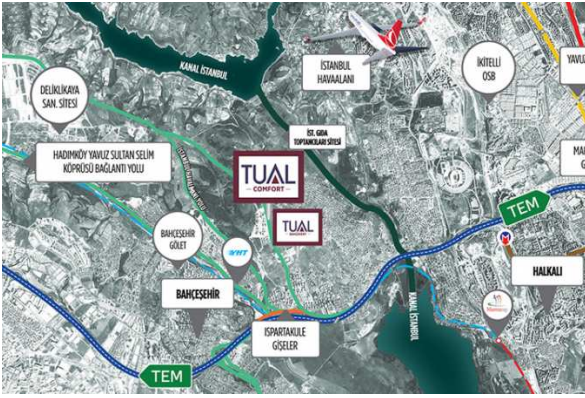 KANAL İSTANBUL
İSTANBUL
HAVAALANI
İKİTELLİ
OSB
YAVUZ
DELİKLİKAYA
SAN. SİTESİ
İST. GIDA
TOPTANCILARI SİTESİ
HADIMKÖY YAVUZ SULTAN SELİM
KÖPRÜSÜ BAĞLANTI YOLU
TUAL
COMFORT
TUAL
TEM
BAHÇEŞEHİR
GÖLET
YHT
M
HALKALI
BAHÇEŞEHİR
KANAL İSTANBUL
ISPARTAKULE
GİŞELER
TEM